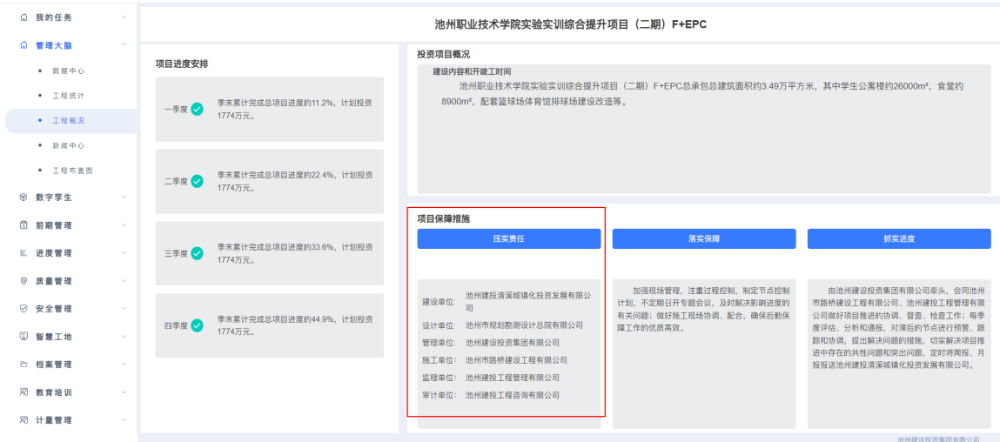 我的任务
管理大脑
数据中心
工程统计
工程概况
新闻中心
工程布置图
数字孪生
前期管理
进度管理
质量管理
安全管理
智慧工地
档案管理
教育培训
计量管理
池州职业技术学院实验实训综合提升项目（二期）F+EPC
项目进度安排
一季度
季末累计完成总项目进度的11.2%，计划投资
1774万元。
二季度
季末累计完成总项目进度的22.4%，计划投资
1774万元。
三季度
季末累计完成总项目进度的33.6%，计划投资
1774万元。
四季度
季末累计完成总项目进度的44.9%，计划投资
1774万元。
投资项目概况
建设内容和开竣工时间
池州职业技术学院实验实训综合提升项目（二期）F+EPC总承包总建筑面积约3.49万平方米，其中学生公寓楼约26000m²，食堂约
8900m²，配套篮球场体育馆排球场建设改造等。
项目保障措施
压实责任
建设单位： 池州建投清溪城镇化投资发展有限公
司
设计单位： 池州市规划勘测设计总院有限公司
管理单位： 池州建设投资集团有限公司
施工单位： 池州市路桥建设工程有限公司
监理单位： 池州建投工程管理有限公司
审计单位： 池州建投工程咨询有限公司
落实保障
加强现场管理，注重过程控制，制定节点控制
计划，不定期召开专题会议，及时解决影响进度的
有关问题；做好施工现场协调、配合，确保后勤保
障工作的优质高效。
抓实进度
由池州建设投资集团有限公司牵头，会同池州
市路桥建设工程有限公司、池州建投工程管理有限
公司做好项目推进的协调、督查、检查工作；每季
度评估、分析和通报，对滞后的节点进行预警、跟
踪和协调，提出解决问题的措施，切实解决项目推
进中存在的共性问题和突出问题，定时将周报、月
报报送池州建投清溪城镇化投资发展有限公司。
池州建设投资集团有限公司